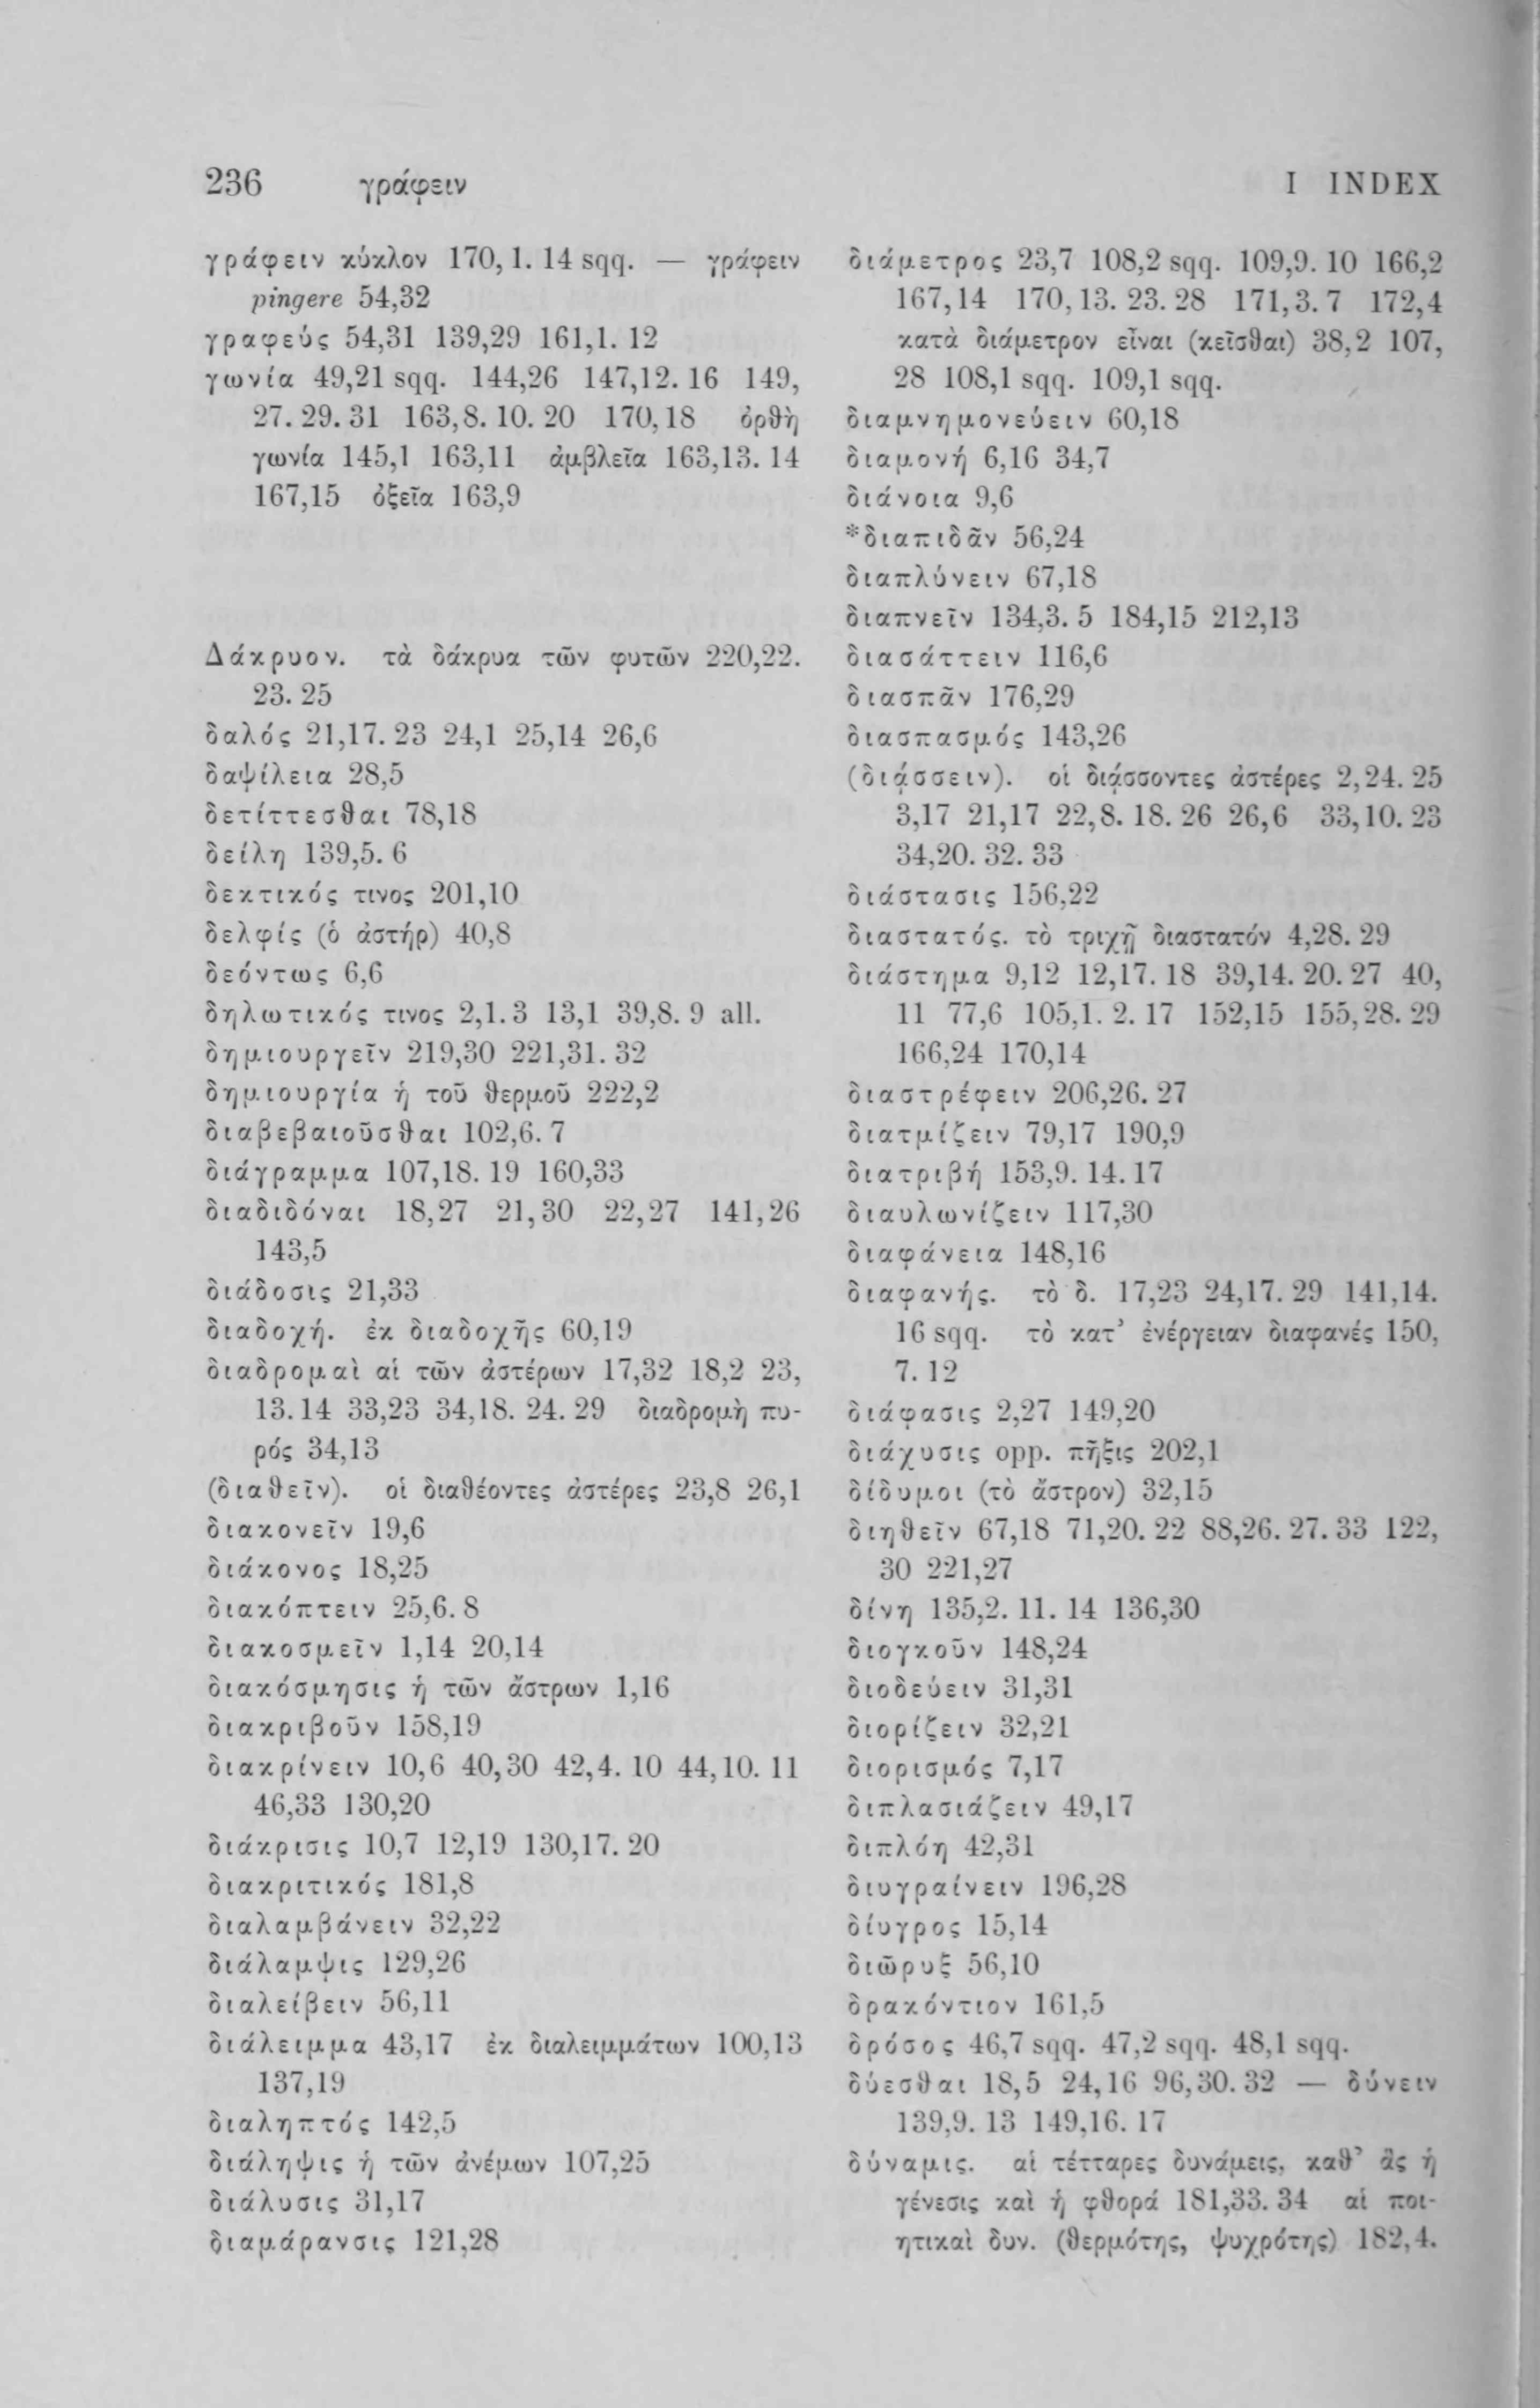 236 γράφειν I INDEX
γράφειν κύκλον 170,1. 14 sqq. — γράφειν
pingere 54,32
γραφεύς 54,31 139,29 161,1. 12
γωνία 49,21 sqq. 144,26 147,12. 16 149,
27. 29. 31 163,8. 10. 20 170,18 ὀρθὴ
γωνία 145,1 163,11 ἀμβλεῖα 163,13. 14
167,15 ὀξεῖα 163,9
Δάκρυον. τὰ δάκρυα τῶν φυτῶν 220,22.
23. 25
δαλός 21,17. 23 24,1 25,14 26,6
δαψίλεια 28,5
δετίττεσθαι 78,18
δείλη 139,5. 6
δεκτικός τινος 201,10
δελφίς (ὁ ἀστήρ) 40,8
δεόντως 6,6
δηλωτικός τινος 2,1. 3 13,1 39,8. 9 all.
δημιουργεῖν 219,30 221,31. 32
δημιουργία ἡ τοῦ θερμοῦ 222,2
διαβεβαιοῦσθαι 102,6. 7
διάγραμμα 107,18. 19 160,33
διαδιδόναι 18,27 21,30 22,27 141,26
143,5
διάδοσις 21,33
διαδοχή. ἐκ διαδοχῆς 60,19
διαδρομαὶ αἱ τῶν ἀστέρων 17,32 18,2 23,
13. 14 33,23 34,18. 24. 29 διαδρομὴ πυ-
ρός 34,13
(διαθεῖν). οἱ διαθέοντες ἀστέρες 23,8 26,1
διακονεῖν 19,6
διάκονος 18,25
διακόπτειν 25,6. 8
διακοσμεῖν 1,14 20,14
διακόσμησις ἡ τῶν ἄστρων 1,16
διακριβοῦν 158,19
διακρίνειν 10,6 40,30 42,4. 10 44,10. 11
46,33 130,20
διάκρισις 10,7 12,19 130,17. 20
διακριτικός 181,8
διαλαμβάνειν 32,22
διάλαμψις 129,26
διαλείβειν 56,11
διάλειμμα 43,17 ἐκ διαλειμμάτων 100,13
137,19
διαληπτός 142,5
διάληψις ἡ τῶν ἀνέμων 107,25
διάλυσις 31,17
διαμάρανσις 121,28
διάμετρος 23,7 108,2 sqq. 109,9. 10 166,2
167,14 170,13. 23. 28 171,3. 7 172,4
κατὰ διάμετρον εἶναι (κεῖσθαι) 38,2 107,
28 108,1 sqq. 109,1 sqq.
διαμνημονεύειν 60,18
διαμονή 6,16 34,7
διάνοια 9,6
*διαπιδᾶν 56,24
διαπλύνειν 67,18
διαπνεῖν 134,3. 5 184,15 212,13
διασάττειν 116,6
διασπᾶν 176,29
διασπασμός 143,26
(διᾴσσειν). οἱ διᾴσσοντες ἀστέρες 2,24. 25
3,17 21,17 22,8. 18. 26 26,6 33,10. 23
34,20. 32. 33
διάστασις 156,22
διαστατός. τὸ τριχῇ διαστατόν 4,28. 29
διάστημα 9,12 12,17. 18 39,14. 20. 27 40,
11 77,6 105,1. 2. 17 152,15 155,28. 29
166,24 170,14
διαστρέφειν 206,26. 27
διατμίζειν 79,17 190,9
διατριβή 153,9. 14. 17
διαυλωνίζειν 117,30
διαφάνεια 148,16
διαφανής. τὸ δ. 17,23 24,17. 29 141,14.
16 sqq. τὸ κατ’ ἐνέργειαν διαφανές 150,
7. 12
διάφασις 2,27 149,20
διάχυσις opp. πῆξις 202,1
δίδυμοι (τὸ ἄστρον) 32,15
διηθεῖν 67,18 71,20. 22 88,26. 27. 33 122,
30 221,27
δίνη 135,2. 11. 14 136,30
διογκοῦν 148,24
διοδεύειν 31,31
διορίζειν 32,21
διορισμός 7,17
διπλασιάζειν 49,17
διπλόη 42,31
διυγραίνειν 196,28
δίυγρος 15,14
διῶρυξ 56,10
δρακόντιον 161,5
δρόσος 46,7 sqq. 47,2 sqq. 48,1 sqq.
δύεσθαι 18,5 24,16 96,30. 32 — δύνειν
139,9. 13 149,16. 17
δύναμις. αἱ τέτταρες δυνάμεις, καθ’ ἃς ἡ
γένεσις καὶ ἡ φθορά 181,33. 34 αἱ ποι-
ητικαὶ δυν. (θερμότης, ψυχρότης) 182,4.